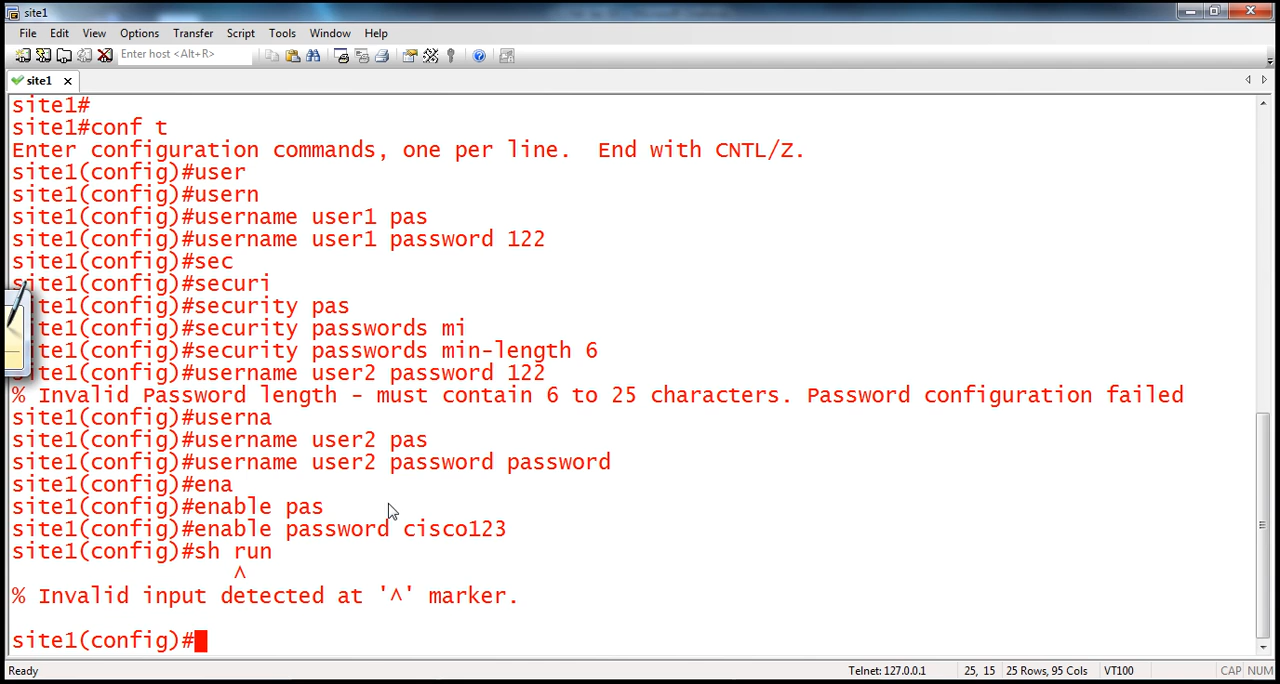 site1
File Edit View Options Transfer Script Tools Window Help
Enter host <Alt+R>
site1
site1#
site1#conf t
Enter configuration commands, one per line.  End with CNTL/Z.
site1(config)#user
site1(config)#usern
site1(config)#username user1 pas
site1(config)#username user1 password 122
site1(config)#sec
site1(config)#securi
site1(config)#security pas
site1(config)#security passwords mi
site1(config)#security passwords min-length 6
site1(config)#username user2 password 122
% Invalid Password length - must contain 6 to 25 characters. Password configuration failed
site1(config)#userna
site1(config)#username user2 pas
site1(config)#username user2 password password
site1(config)#ena
site1(config)#enable pas
site1(config)#enable password cisco123
site1(config)#sh run
^
% Invalid input detected at '^' marker.
site1(config)#
Ready Telnet: 127.0.0.1 25, 15 25 Rows, 95 Cols VT100 CAP NUM